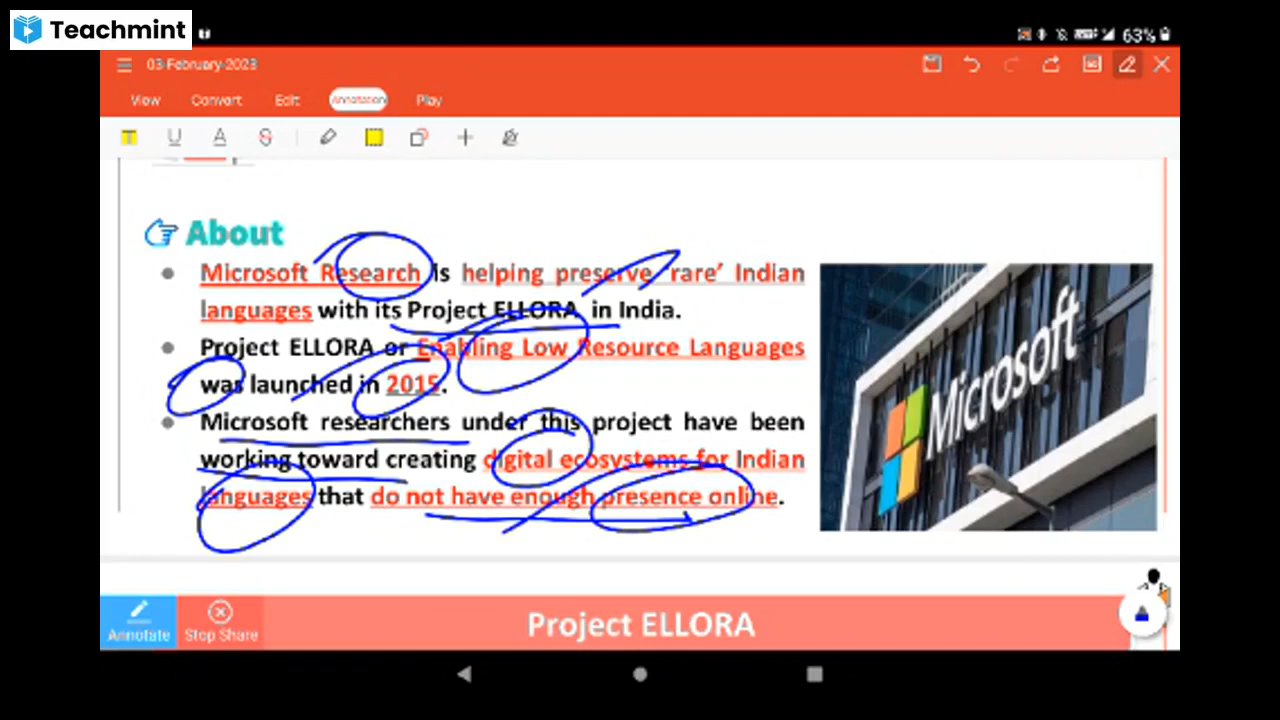 Teachmint
63%
03-February-2023
View Convert Edit Annotation Play
About
Microsoft Research is helping preserve ‘rare’ Indian
languages with its Project ELLORA in India.
Project ELLORA or Enabling Low Resource Languages
was launched in 2015.
Microsoft researchers under this project have been
working toward creating digital ecosystems for Indian
languages that do not have enough presence online.
Microsoft
Annotate Stop Share
Project ELLORA